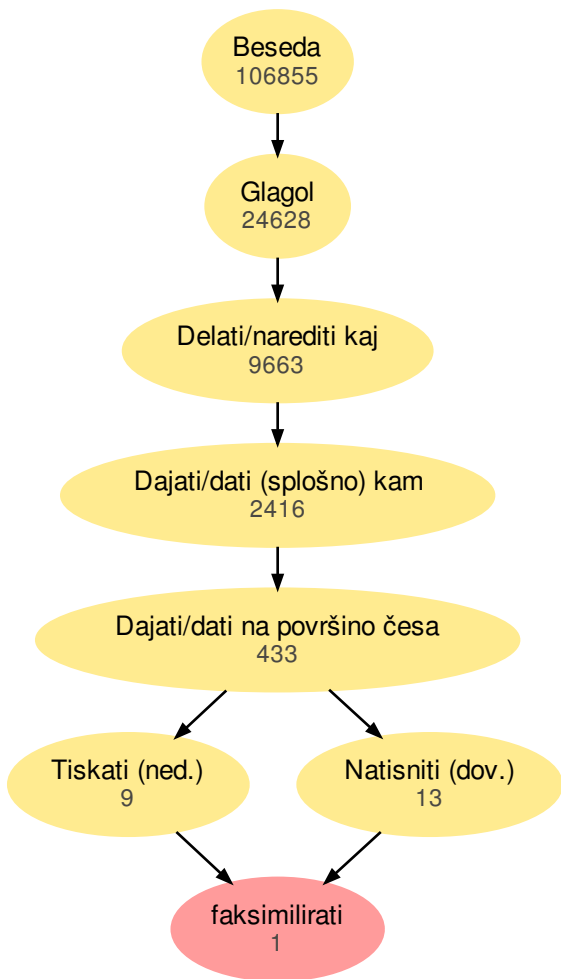 Beseda
106855
Glagol
24628
Delati/narediti kaj
9663
Dajati/dati (splošno) kam
2416
Dajati/dati na površino česa
433
Tiskati (ned.)
9
Natisniti (dov.)
13
faksimilirati
1